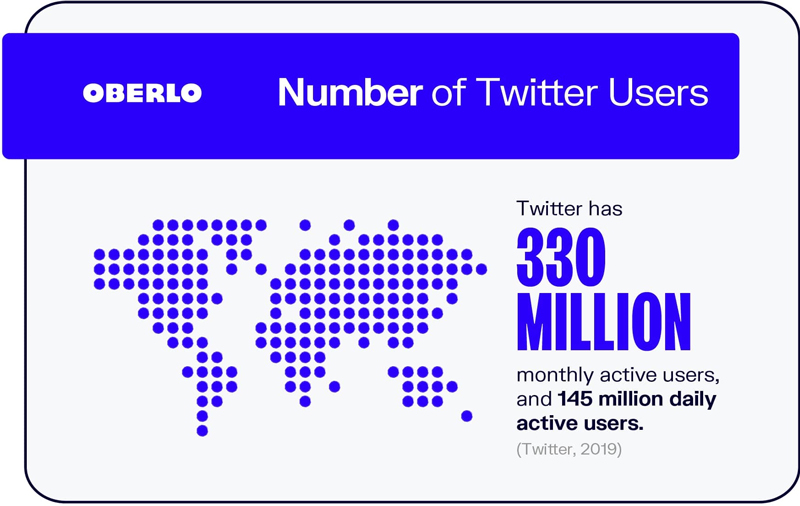 OBERLO
Number of Twitter Users
Twitter has
330
MILLION
monthly active users,
and 145 million daily
active users.
(Twitter, 2019)